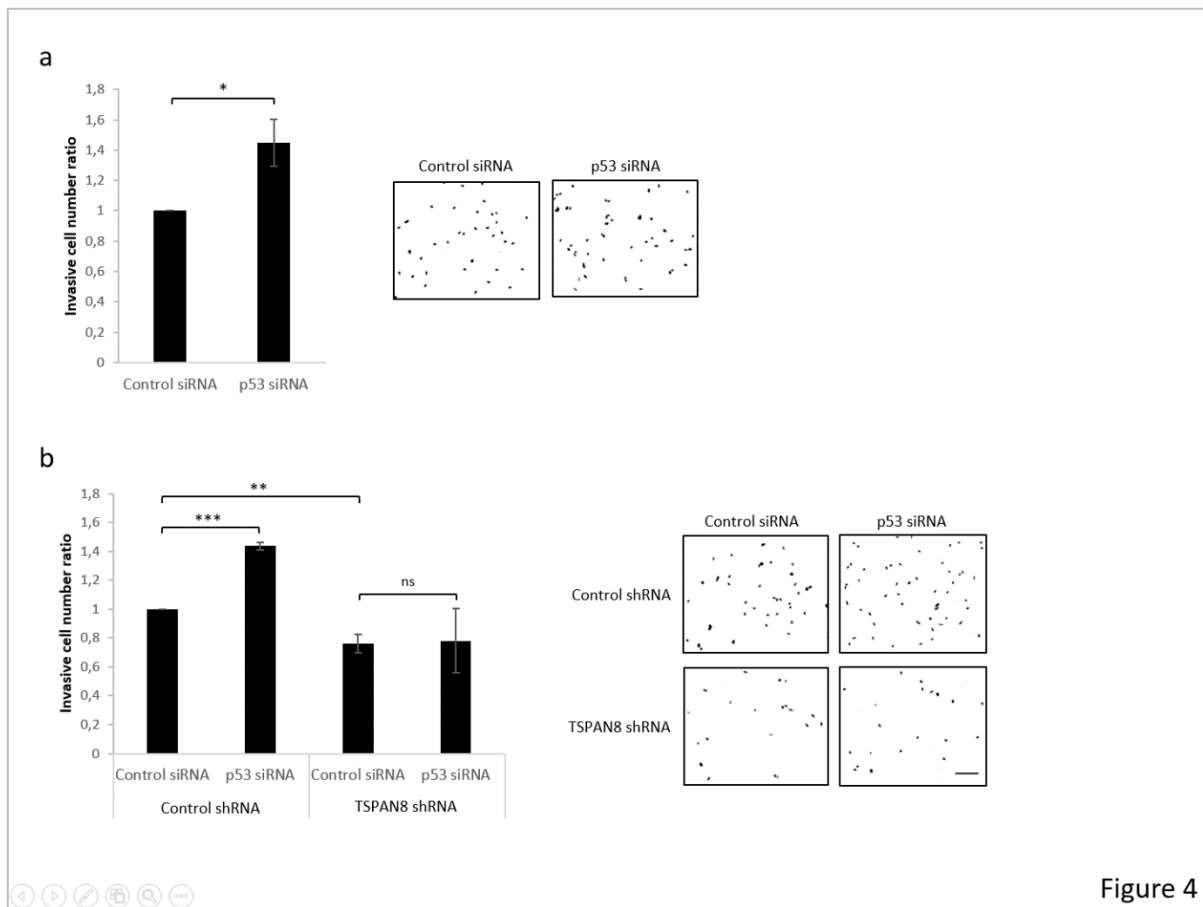 a
Invasive cell number ratio
1,8
1,6
1,4
1,2
1
0,8
0,6
0,4
0,2
0
*
Control siRNA p53 siRNA
Control siRNA p53 siRNA
b
Invasive cell number ratio
1,8
1,6
1,4
1,2
1
0,8
0,6
0,4
0,2
0
**
***
ns
Control siRNA p53 siRNA Control siRNA p53 siRNA
Control shRNA TSPAN8 shRNA
Control siRNA p53 siRNA
Control shRNA
TSPAN8 shRNA
Figure 4